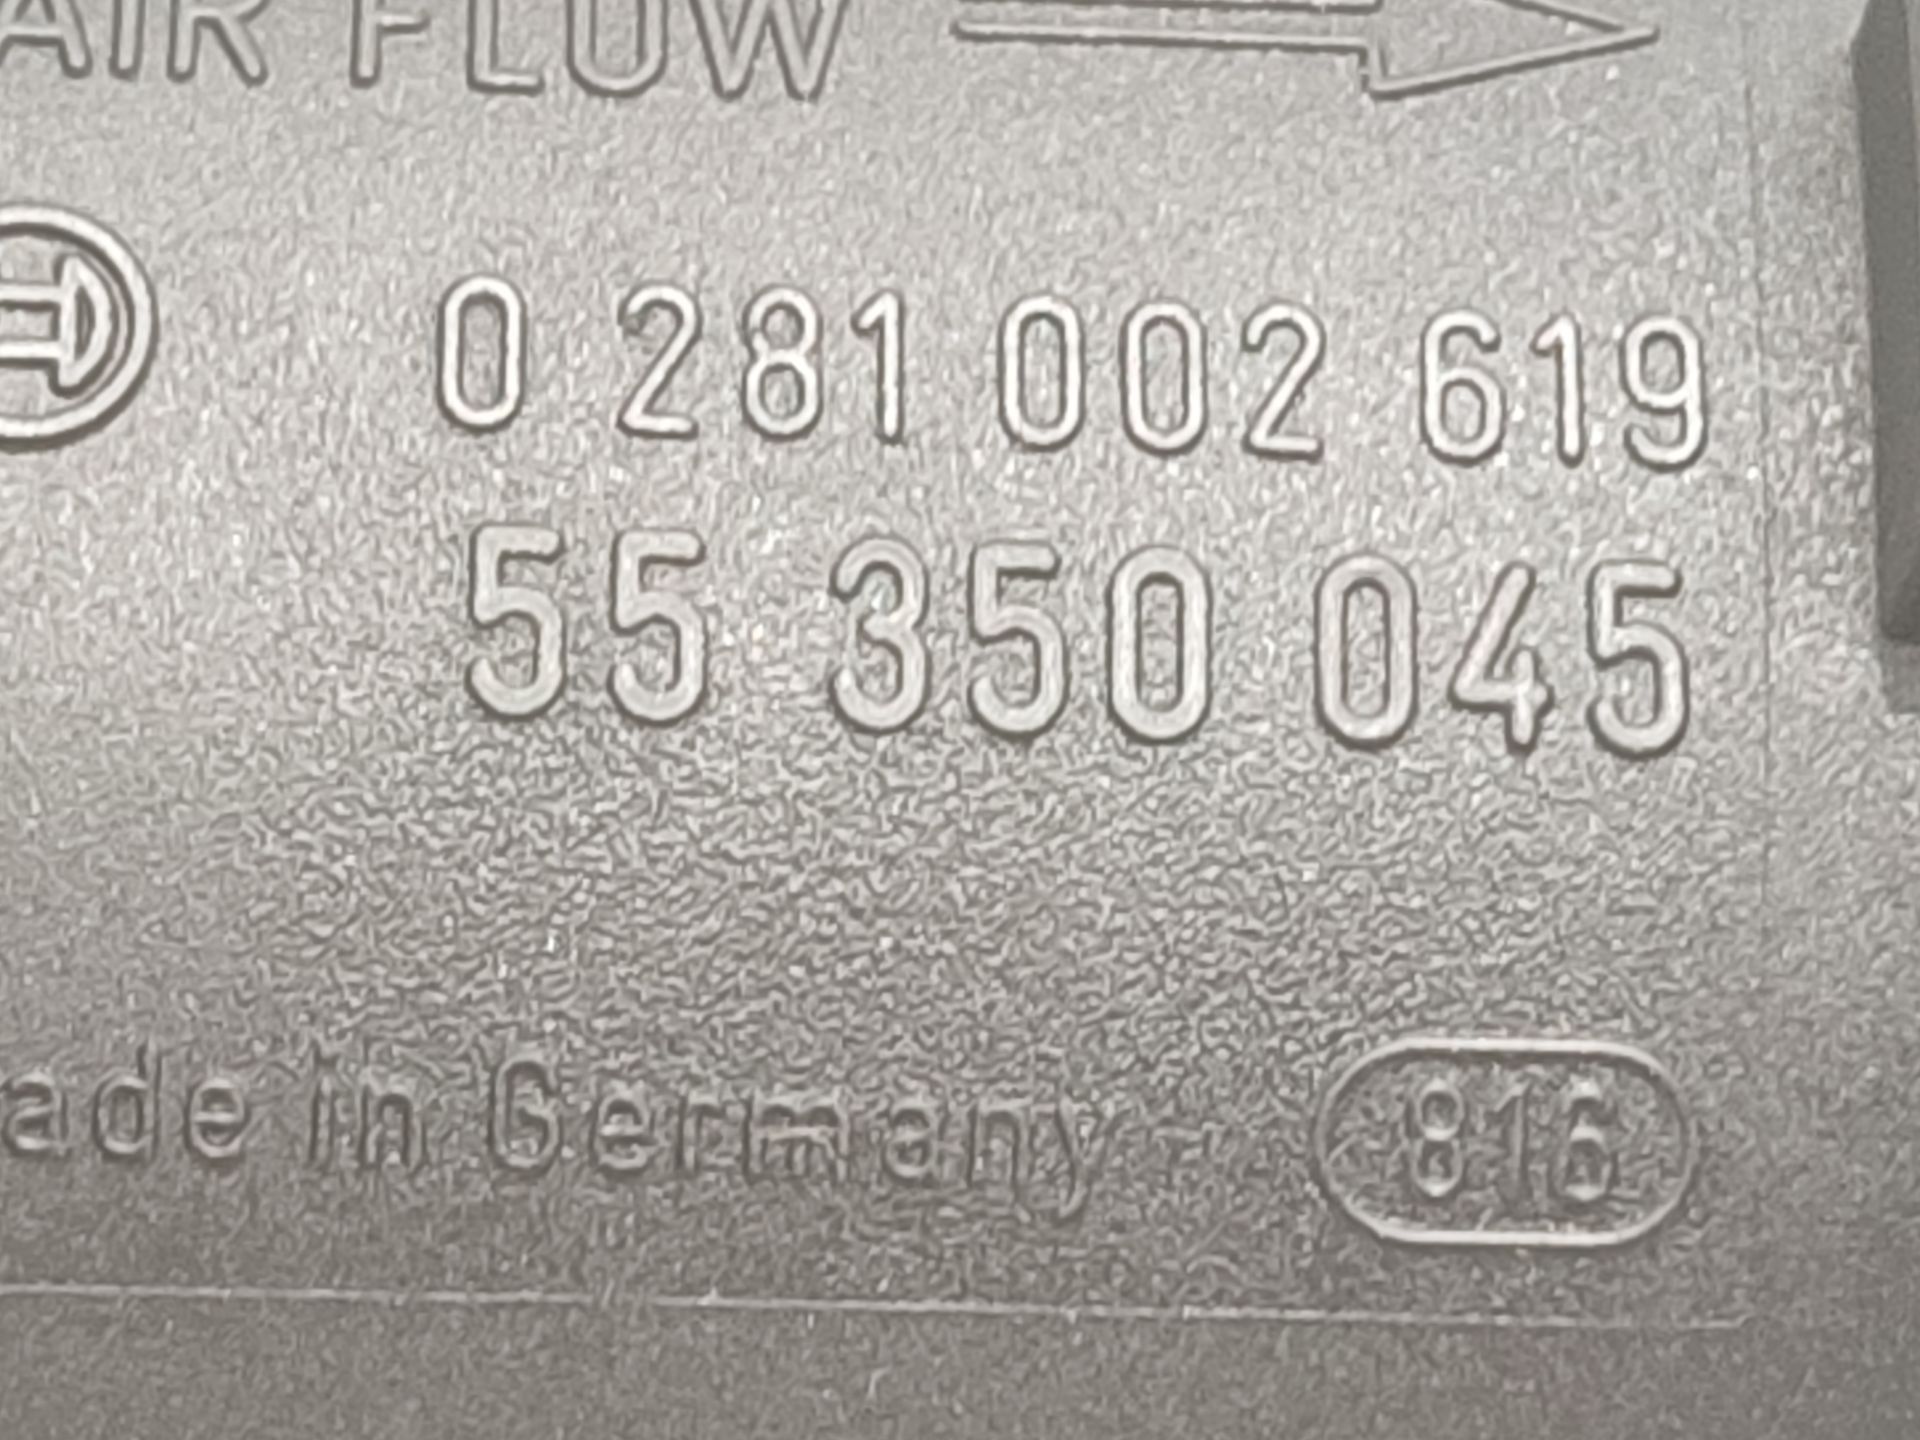 AIR FLOW
0 281 002 619
55 350 045
ade in Germany
816